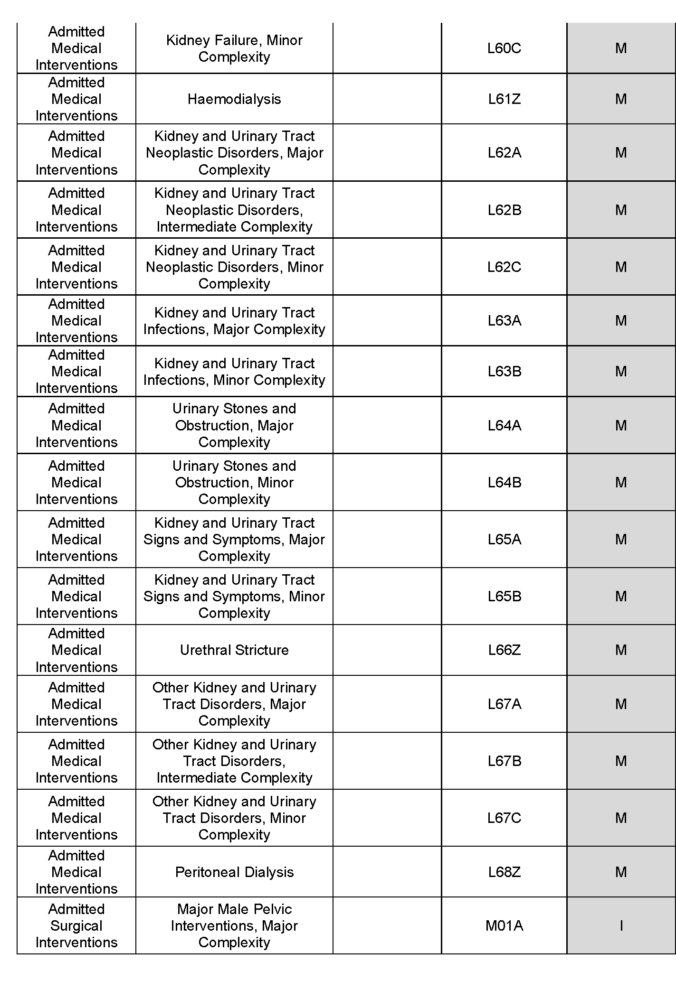 Admitted
Medical
Interventions
Kidney Failure, Minor
Complexity
L60C
M
Admitted
Medical
Interventions
Haemodialysis
L61Z
M
Admitted
Medical
Interventions
Kidney and Urinary Tract
Neoplastic Disorders, Major
Complexity
L62A
M
Admitted
Medical
Interventions
Kidney and Urinary Tract
Neoplastic Disorders,
Intermediate Complexity
L62B
M
Admitted
Medical
Interventions
Kidney and Urinary Tract
Neoplastic Disorders, Minor
Complexity
L62C
M
Admitted
Medical
Interventions
Kidney and Urinary Tract
Infections, Major Complexity
L63A
M
Admitted
Medical
Interventions
Kidney and Urinary Tract
Infections, Minor Complexity
L63B
M
Admitted
Medical
Interventions
Urinary Stones and
Obstruction, Major
Complexity
L64A
M
Admitted
Medical
Interventions
Urinary Stones and
Obstruction, Minor
Complexity
L64B
M
Admitted
Medical
Interventions
Kidney and Urinary Tract
Signs and Symptoms, Major
Complexity
L65A
M
Admitted
Medical
Interventions
Kidney and Urinary Tract
Signs and Symptoms, Minor
Complexity
L65B
M
Admitted
Medical
Interventions
Urethral Stricture
L66Z
M
Admitted
Medical
Interventions
Other Kidney and Urinary
Tract Disorders, Major
Complexity
L67A
M
Admitted
Medical
Interventions
Other Kidney and Urinary
Tract Disorders,
Intermediate Complexity
L67B
M
Admitted
Medical
Interventions
Other Kidney and Urinary
Tract Disorders, Minor
Complexity
L67C
M
Admitted
Medical
Interventions
Peritoneal Dialysis
L68Z
M
Admitted
Surgical
Interventions
Major Male Pelvic
Interventions, Major
Complexity
M01A
I